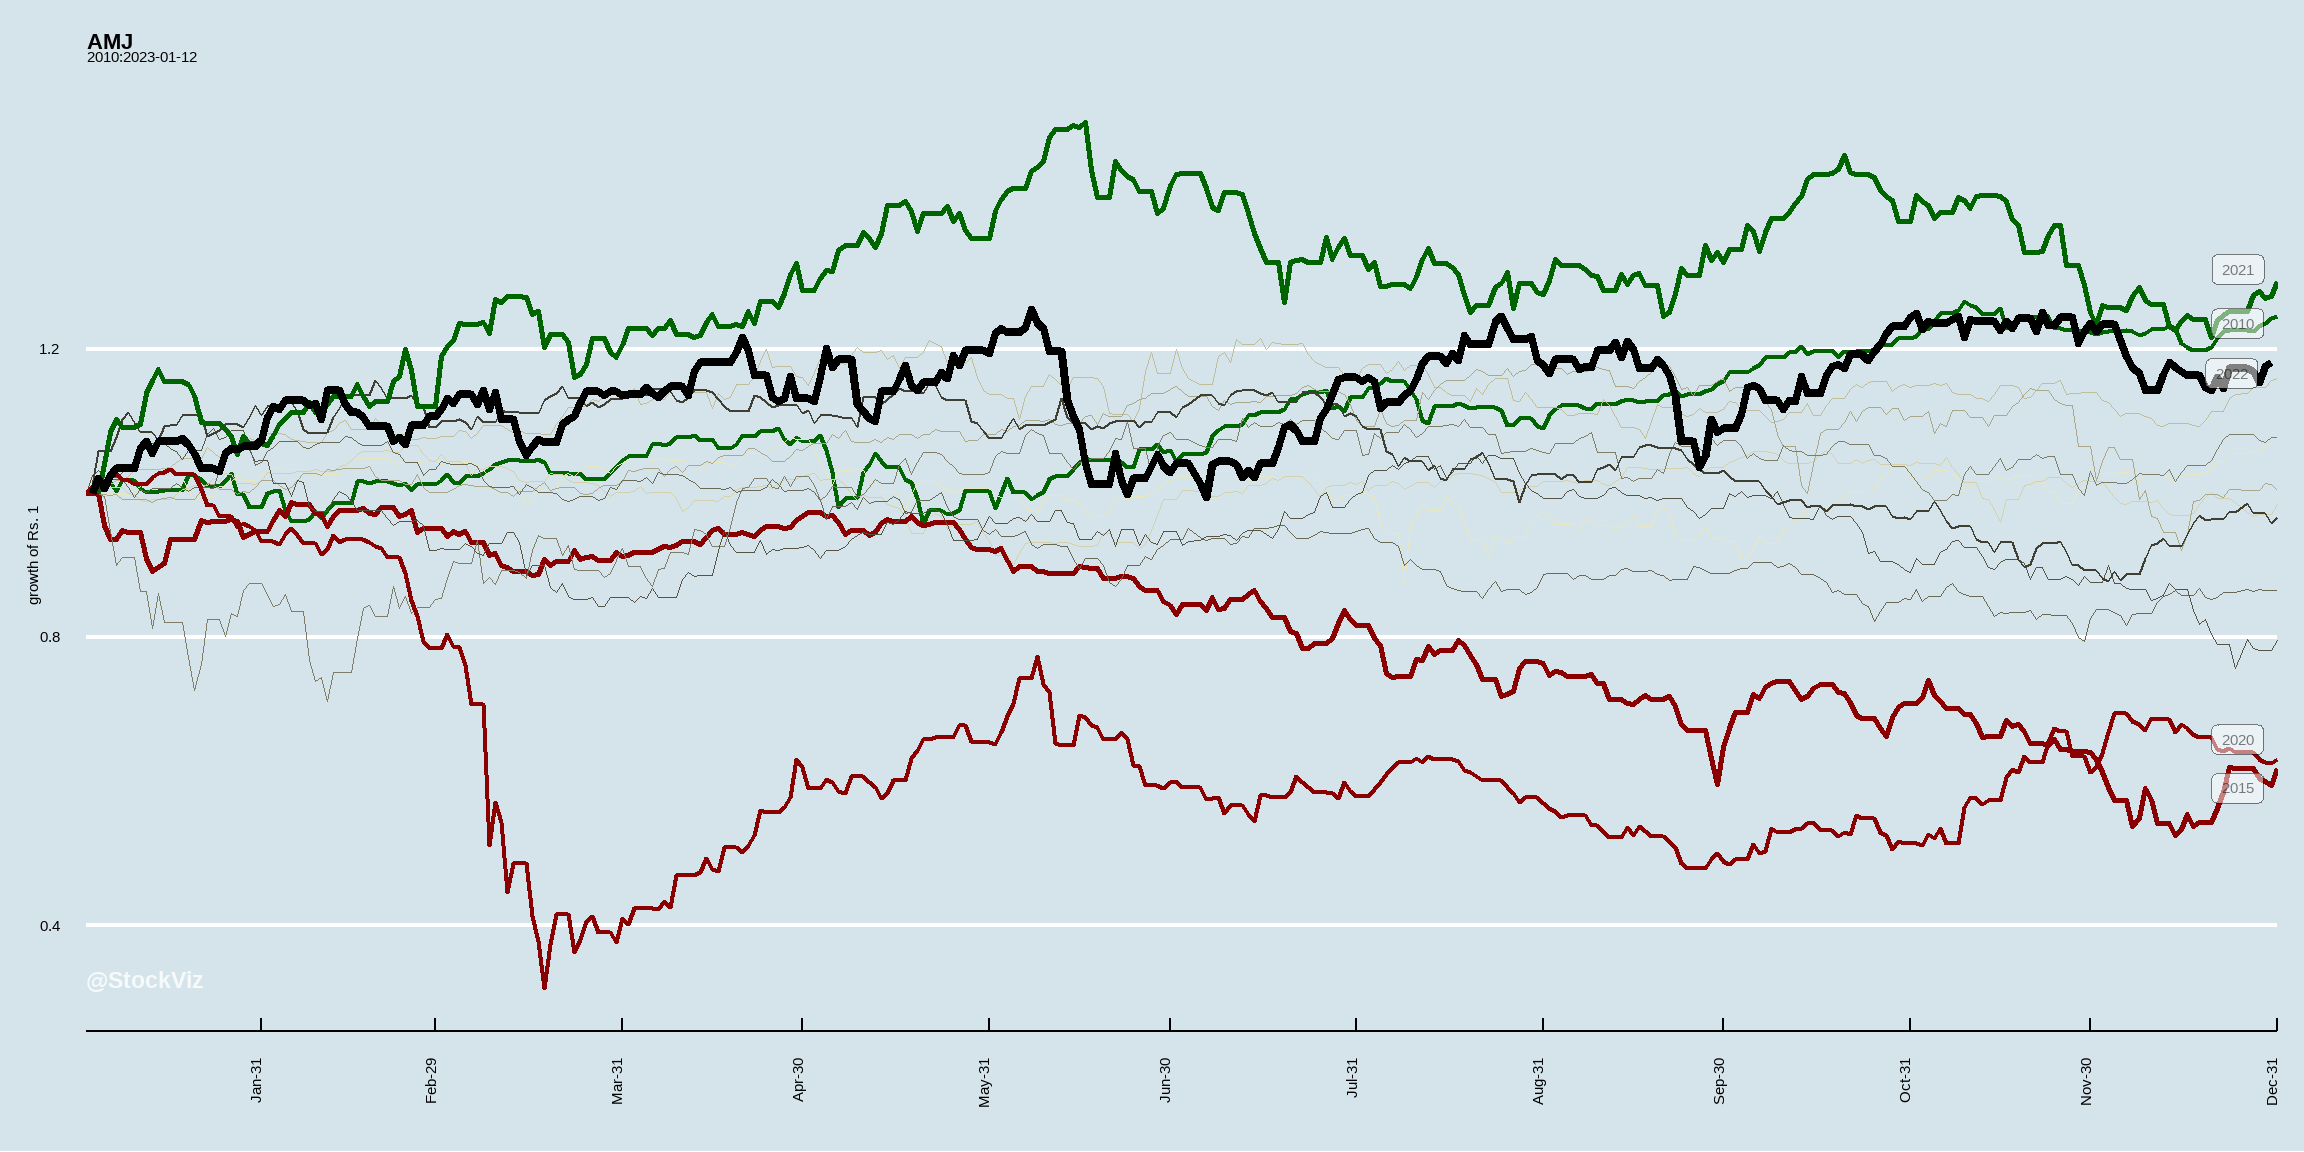 AMJ
2010:2023-01-12
growth of Rs. 1
1.2
0.8
0.4
2021
2010
2022
2020
2015
@StockViz
Jan-31
Feb-29
Mar-31
Apr-30
May-31
Jun-30
Jul-31
Aug-31
Sep-30
Oct-31
Nov-30
Dec-31